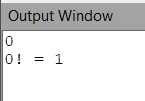 Output Window
0
0! = 1